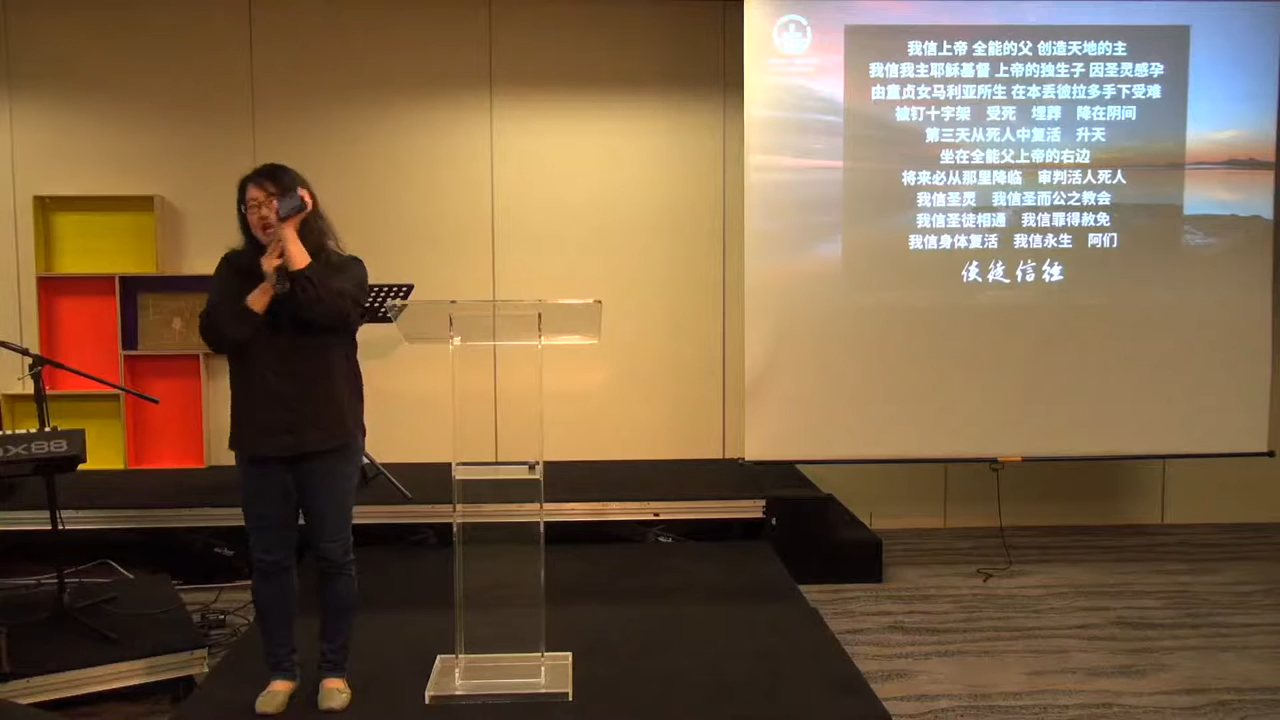 我信上帝 全能的父 创造天地的主
我信我主耶稣基督 上帝的独生子 因圣灵感孕
由童贞女马利亚所生 在本丢彼拉多手下受难
被钉十字架 受死 埋葬 降在阴间
第三天从死人中复活 升天
坐在全能父上帝的右边
将来必从那里降临 审判活人死人
我信圣灵 我信圣而公之教会
我信圣徒相通 我信罪得赦免
我信身体复活 我信永生 阿们
使徒信经
X88